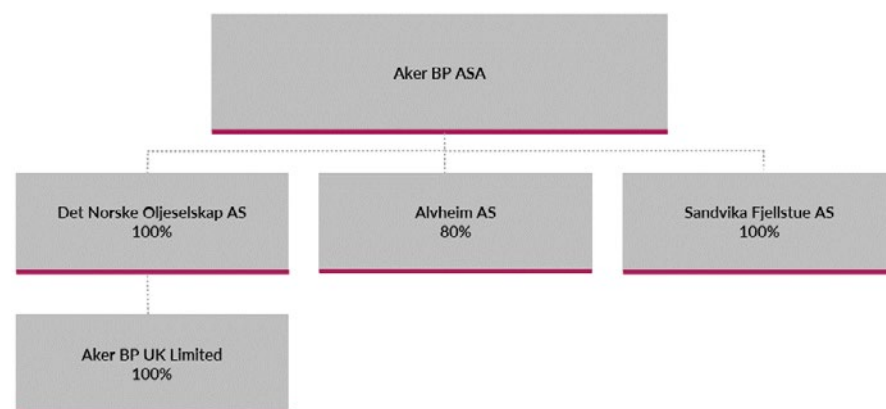 Aker BP ASA
Det Norske Oljeselskap AS
100%
Alvheim AS
80%
Sandvika Fjellstue AS
100%
Aker BP UK Limited
100%